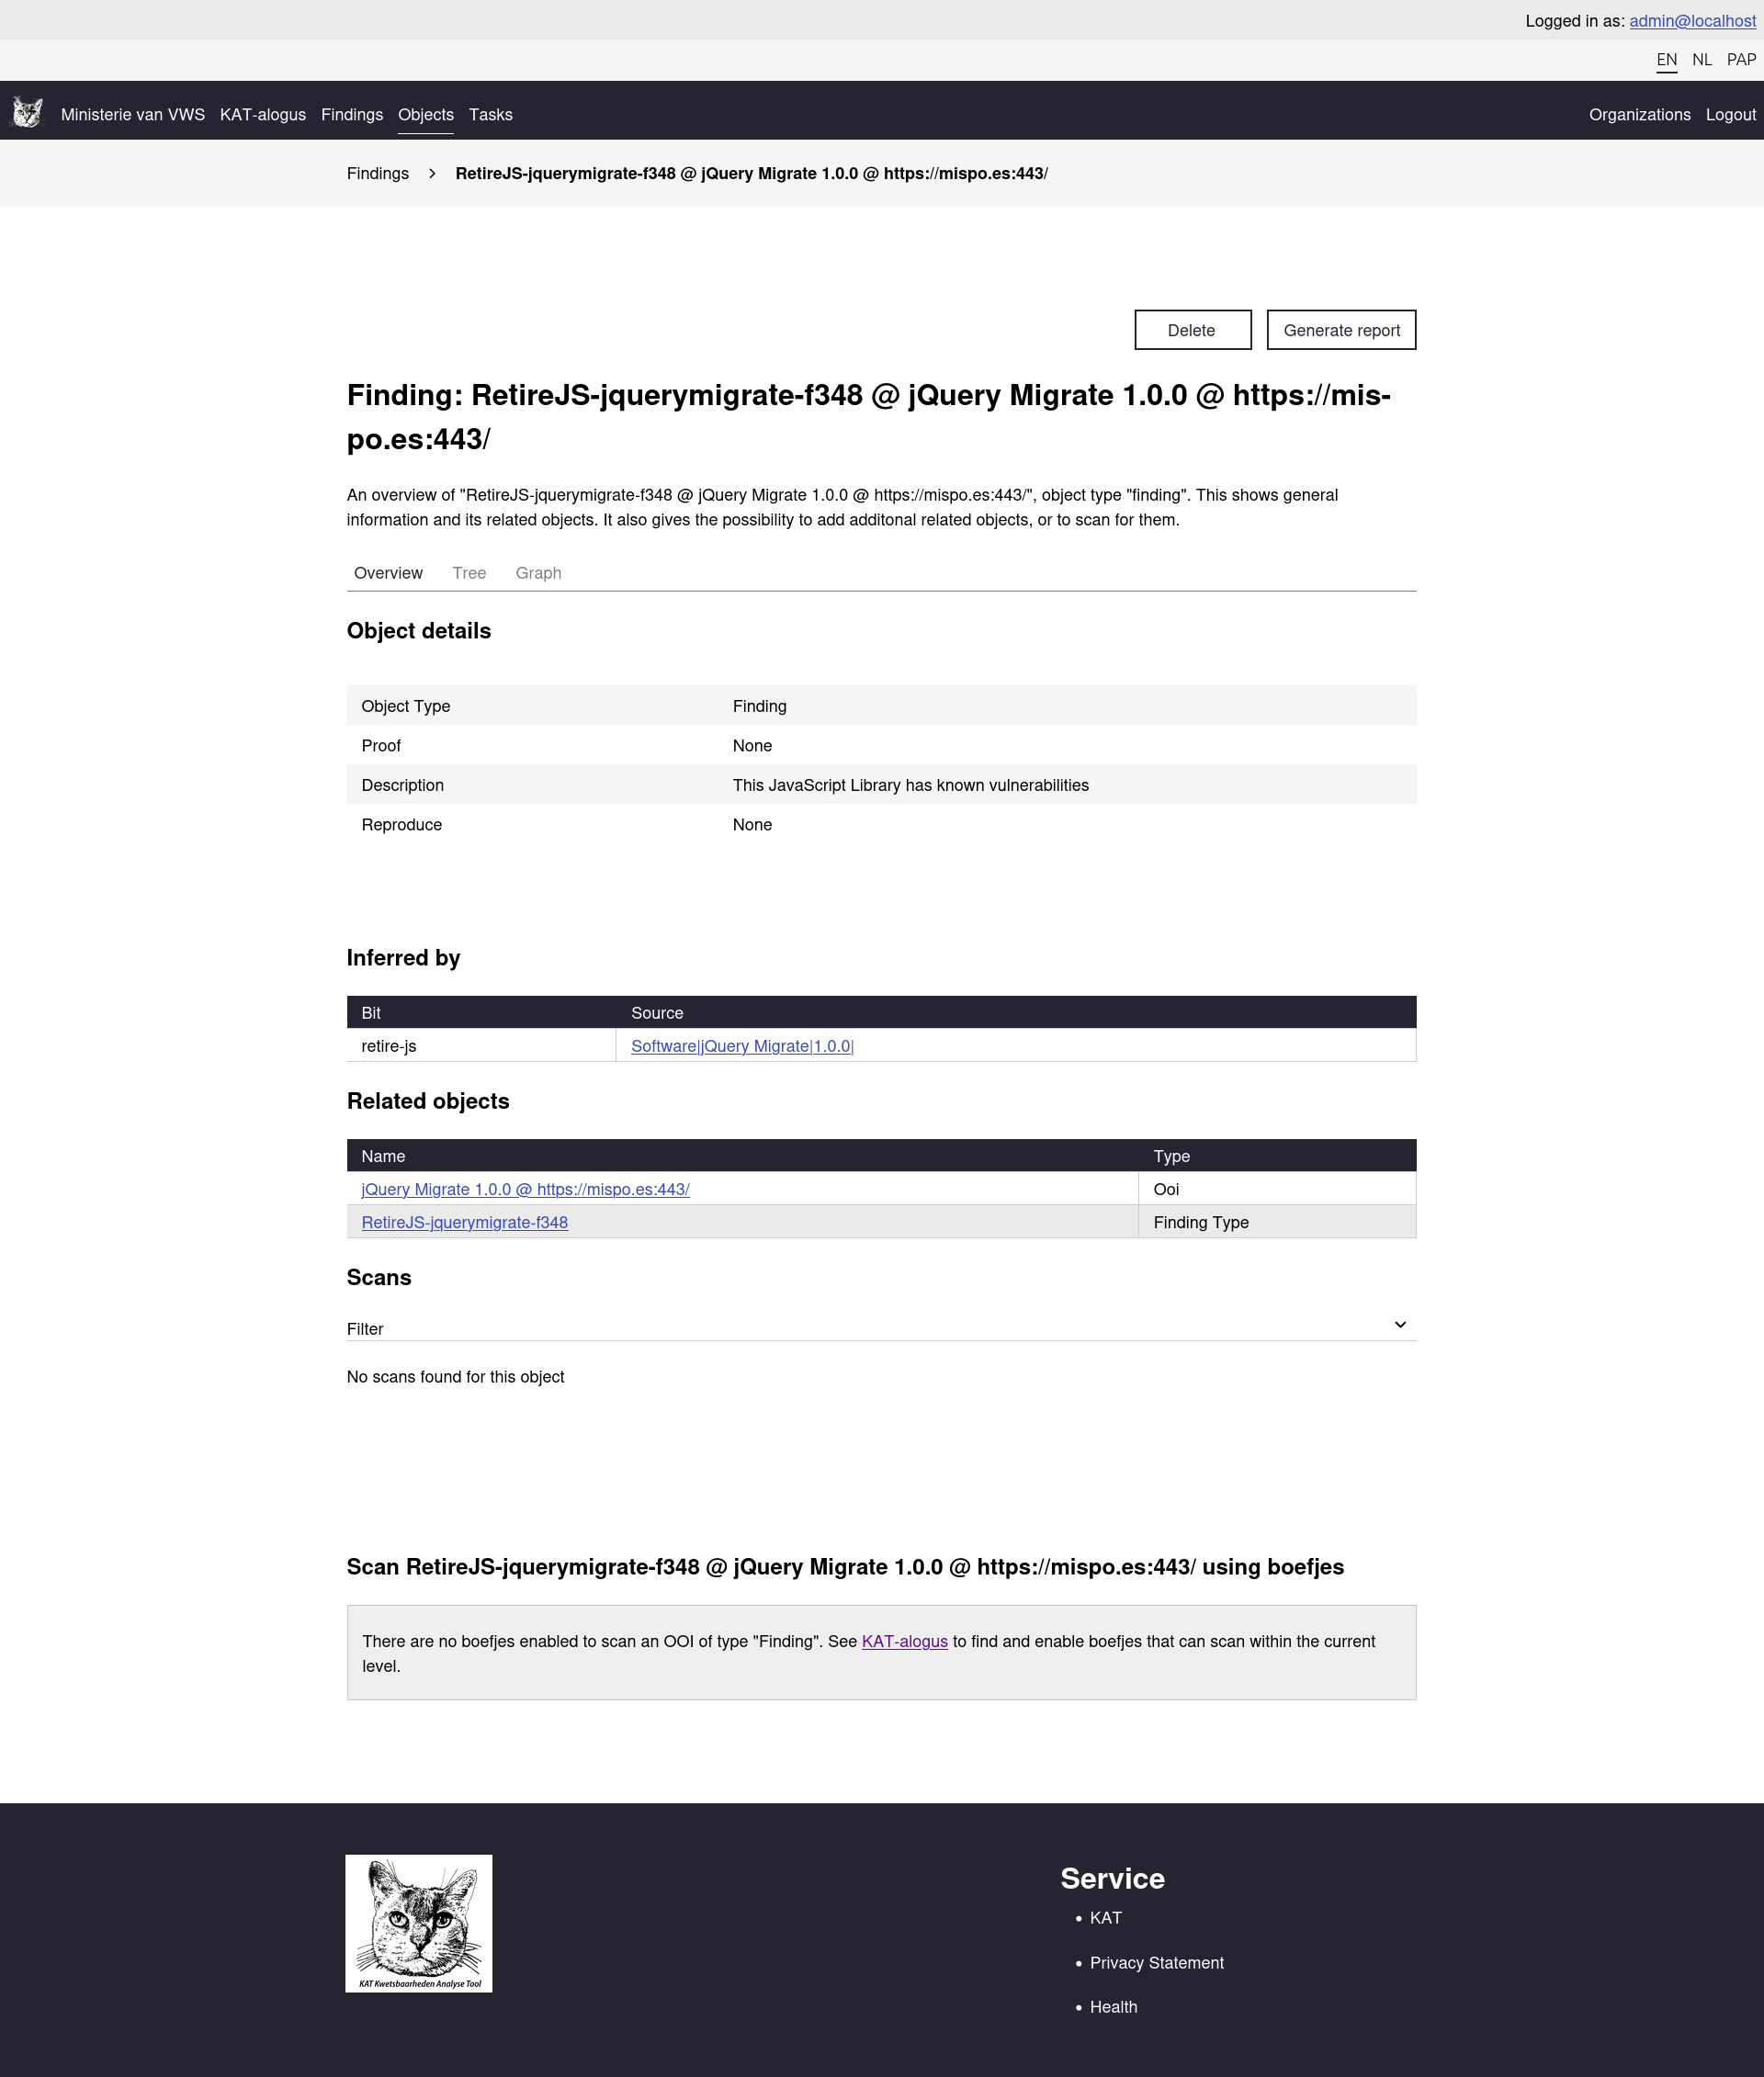 Logged in as: admin@localhost
EN NL PAP
Ministerie van VWS KAT-alogus Findings Objects Tasks Organizations Logout
Findings > RetireJS-jquerymigrate-f348 @ jQuery Migrate 1.0.0 @ https://mispo.es:443/
Delete Generate report
Finding: RetireJS-jquerymigrate-f348 @ jQuery Migrate 1.0.0 @ https://mis-
po.es:443/
An overview of "RetireJS-jquerymigrate-f348 @ jQuery Migrate 1.0.0 @ https://mispo.es:443/", object type "finding". This shows general
information and its related objects. It also gives the possibility to add additonal related objects, or to scan for them.
Overview Tree Graph
Object details
Object Type Finding
Proof None
Description This JavaScript Library has known vulnerabilities
Reproduce None
Inferred by
Bit Source
retire-js Software|jQuery Migrate|1.0.0|
Related objects
Name Type
jQuery Migrate 1.0.0 @ https://mispo.es:443/ Ooi
RetireJS-jquerymigrate-f348 Finding Type
Scans
Filter
No scans found for this object
Scan RetireJS-jquerymigrate-f348 @ jQuery Migrate 1.0.0 @ https://mispo.es:443/ using boefjes
There are no boefjes enabled to scan an OOI of type "Finding". See KAT-alogus to find and enable boefjes that can scan within the current
level.
KAT Kwetsbaarheden Analyse Tool
Service
• KAT
• Privacy Statement
• Health